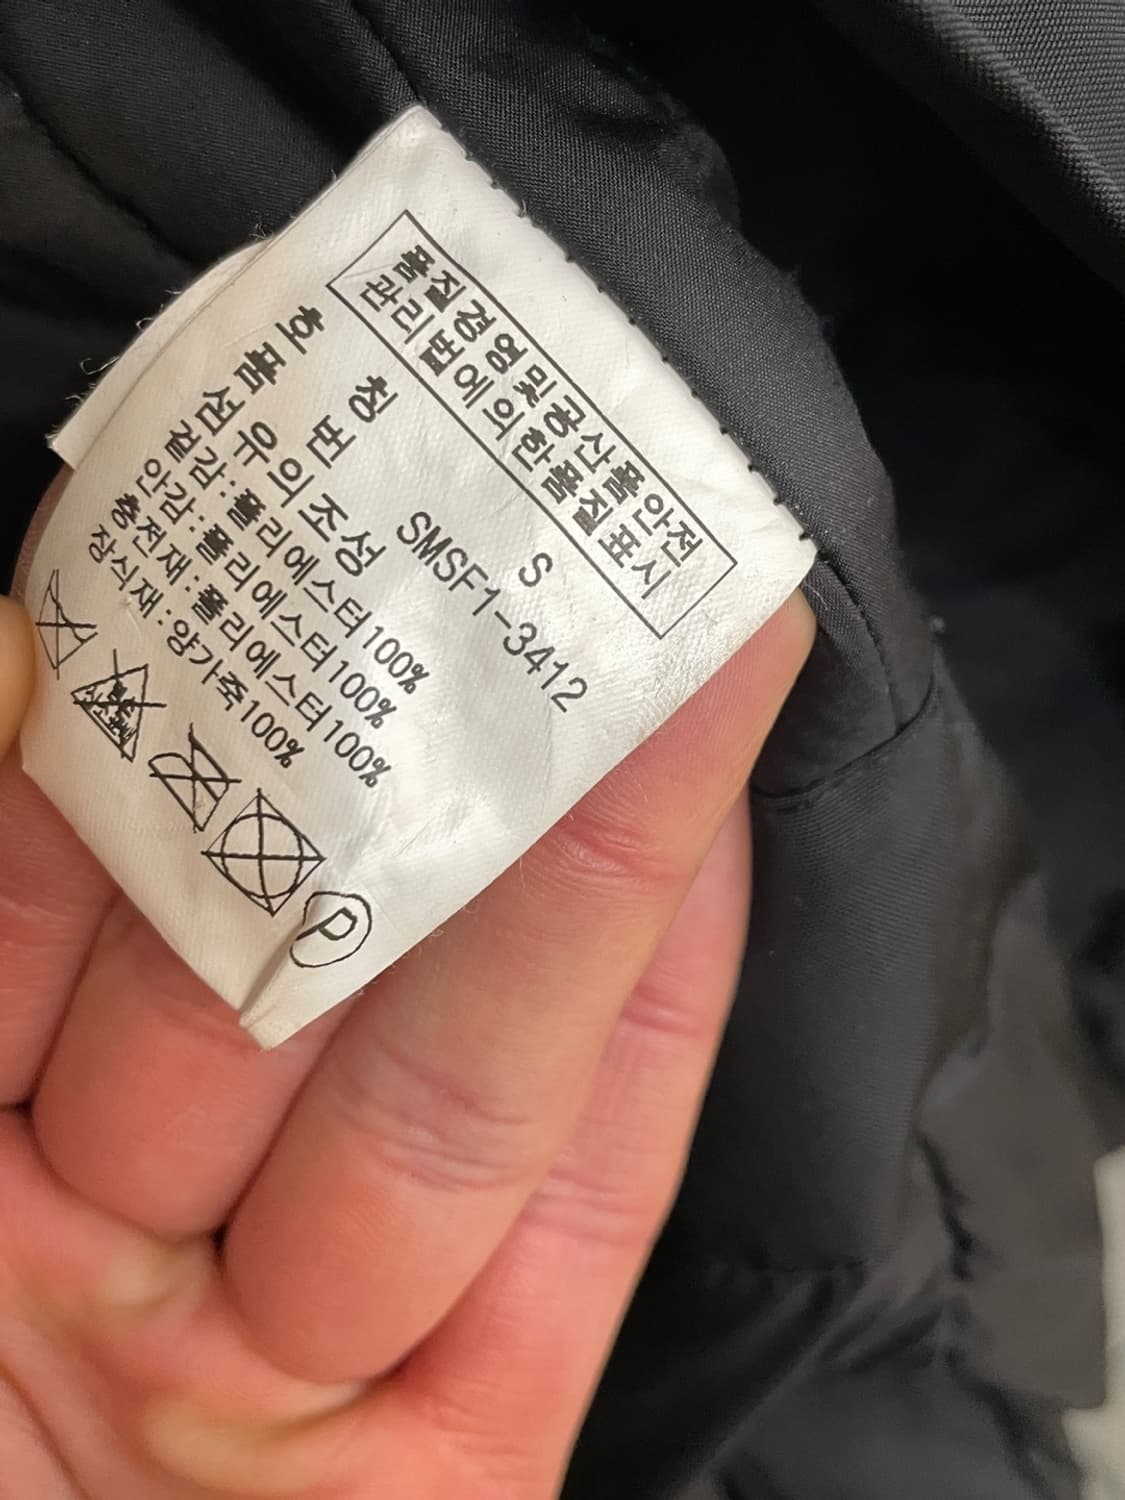 품질경영및공산품안전
관리법에의한품질표시
호칭 S
품번 SMSF1-3412
섬유의조성
겉감:폴리에스터100%
안감:폴리에스터100%
충전재:폴리에스터100%
장식재:양가죽100%
P